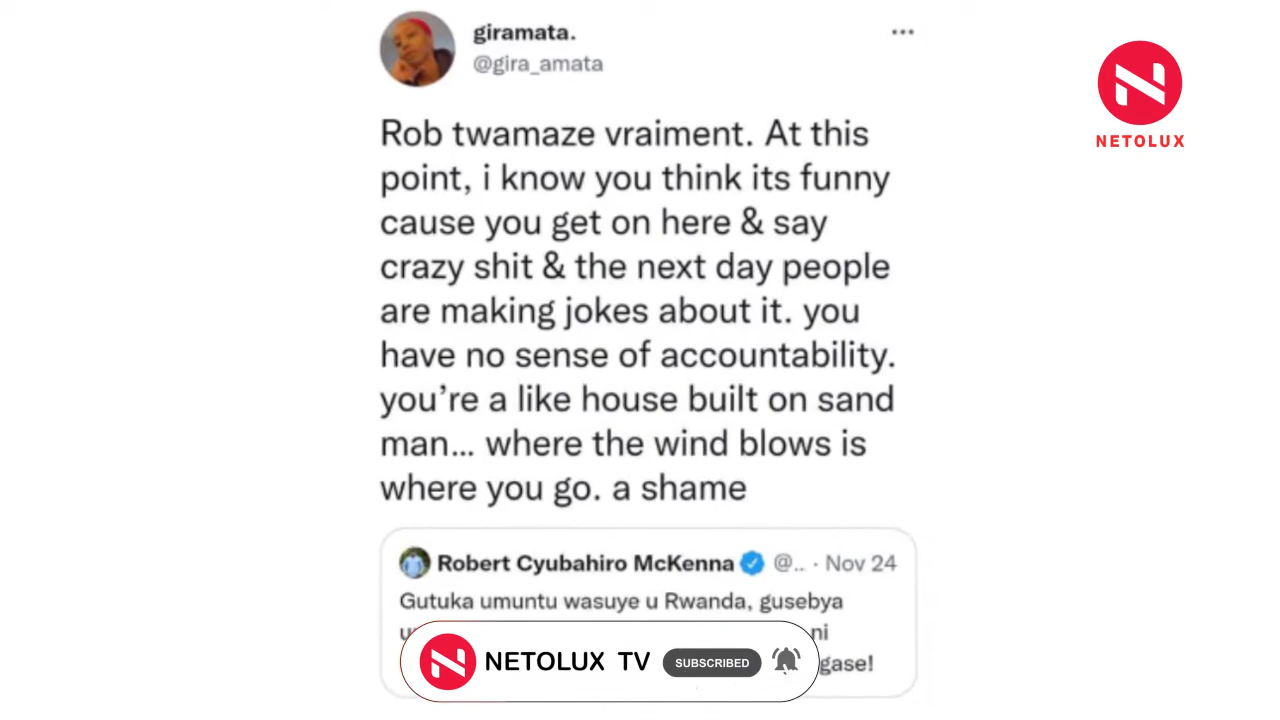 giramata.
@gira_amata
NETOLUX
Rob twamaze vraiment. At this
point, i know you think its funny
cause you get on here & say
crazy shit & the next day people
are making jokes about it. you
have no sense of accountability.
you're a like house built on sand
man... where the wind blows is
where you go. a shame
Robert Cyubahiro McKenna @.. · Nov 24
Gutuka umuntu wasuye u Rwanda, gusebya
ni
gase!
NETOLUX TV SUBSCRIBED